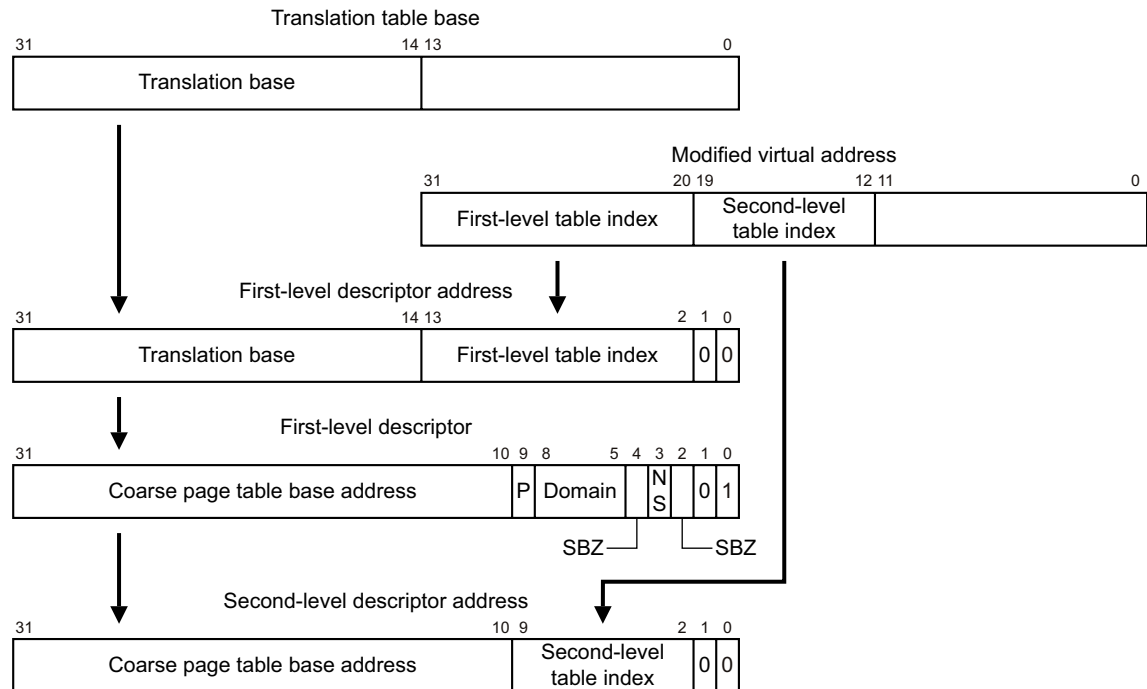 Translation table base
31 14 13 0
Translation base
Modified virtual address
31 20 19 12 11 0
First-level table index
Second-level
table index
First-level descriptor address
31 14 13 2 1 0
Translation base First-level table index 0 0
First-level descriptor
31 10 9 8 5 4 3 2 1 0
Coarse page table base address P Domain N
S 0 1
SBZ SBZ
Second-level descriptor address
31 10 9 2 1 0
Coarse page table base address Second-level
table index 0 0